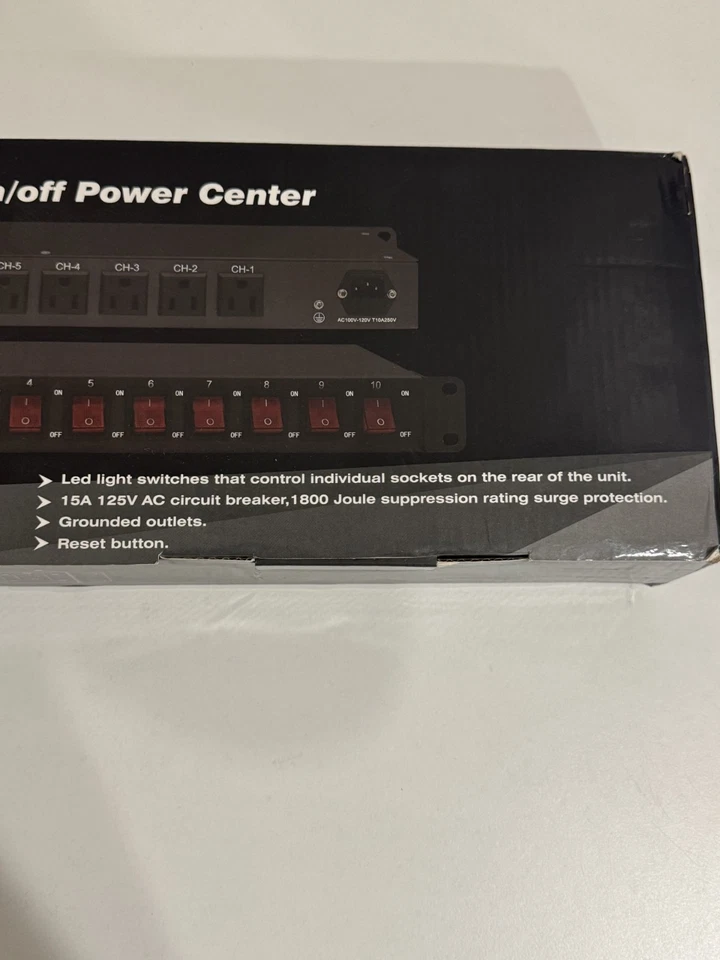 n/off Power Center
CH-5 CH-4 CH-3 CH-2 CH-1
AC100V-120V T10A250V
4 5 6 7 8 9 10
ON ON ON ON ON ON ON
OFF OFF OFF OFF OFF OFF OFF
Led light switches that control individual sockets on the rear of the unit.
15A 125V AC circuit breaker,1800 Joule suppression rating surge protection.
Grounded outlets.
Reset button.